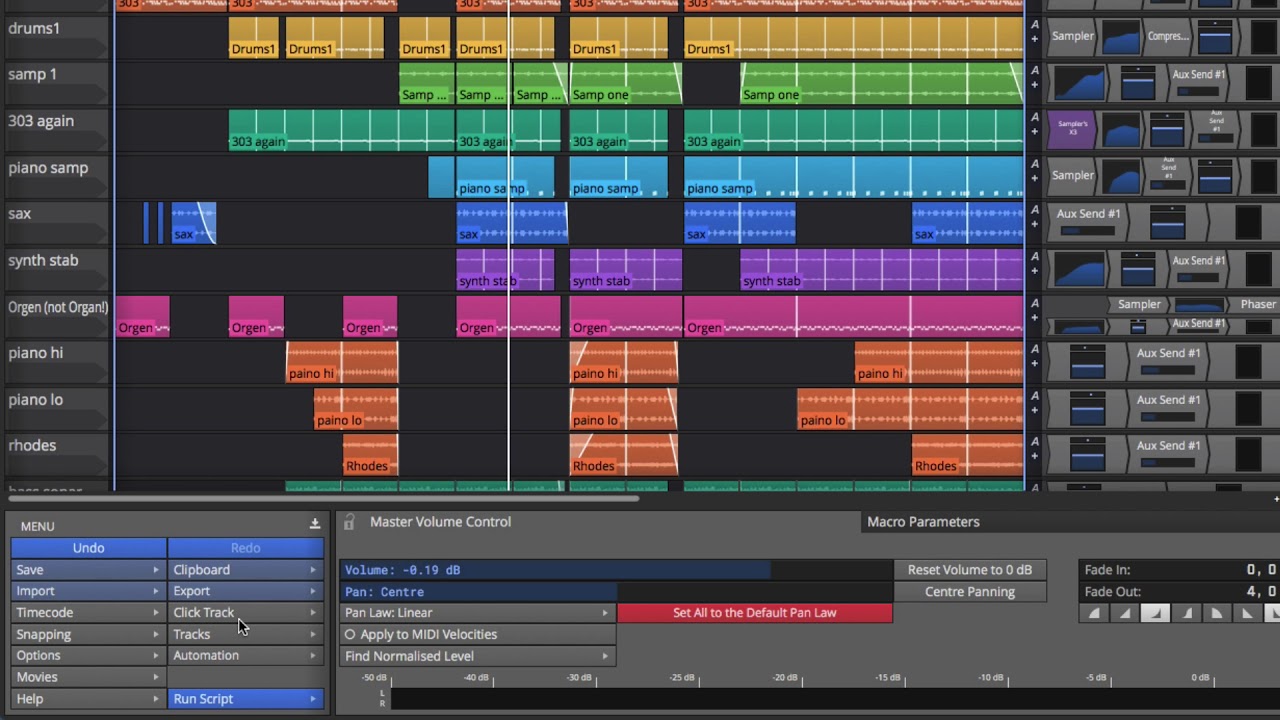 303 303 303 303 303
drums1 Drums1 Drums1 Drums1 Drums1 Drums1 Drums1 A + Sampler Compres...
samp 1 Samp ... Samp ... Samp ... Samp one Samp one A + Aux Send #1
303 again 303 again 303 again 303 again 303 again A + Sampler's X3 Aux Send #1
piano samp piano samp piano samp piano samp A + Sampler Aux Send #1
sax sax sax sax sax A + Aux Send #1
synth stab synth stab synth stab synth stab A + Aux Send #1
Orgen (not Organ!) Orgen Orgen Orgen Orgen Orgen Orgen A + Sampler Phaser
Aux Send #1
piano hi paino hi paino hi paino hi A + Aux Send #1
piano lo paino lo paino lo paino lo A + Aux Send #1
rhodes Rhodes Rhodes Rhodes A + Aux Send #1
MENU
Undo Redo
Save Clipboard
Import Export
Timecode Click Track
Snapping Tracks
Options Automation
Movies
Help Run Script
Master Volume Control
Macro Parameters
Volume: -0.19 dB
Reset Volume to 0 dB
Pan: Centre
Centre Panning
Pan Law: Linear
Set All to the Default Pan Law
Apply to MIDI Velocities
Find Normalised Level
-50 dB -40 dB -30 dB -25 dB -20 dB -15 dB -10 dB -5 dB 0 dB
L
R
Fade In: 0, 0
Fade Out: 4, 0